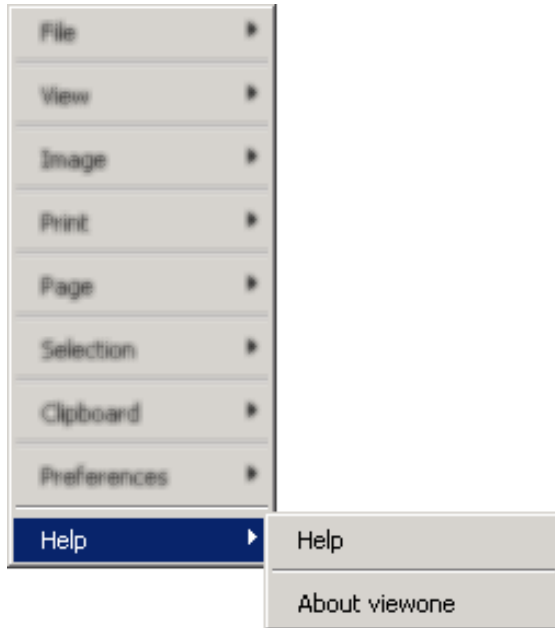 File
View
Image
Print
Page
Selection
Clipboard
Preferences
Help
Help
About viewone